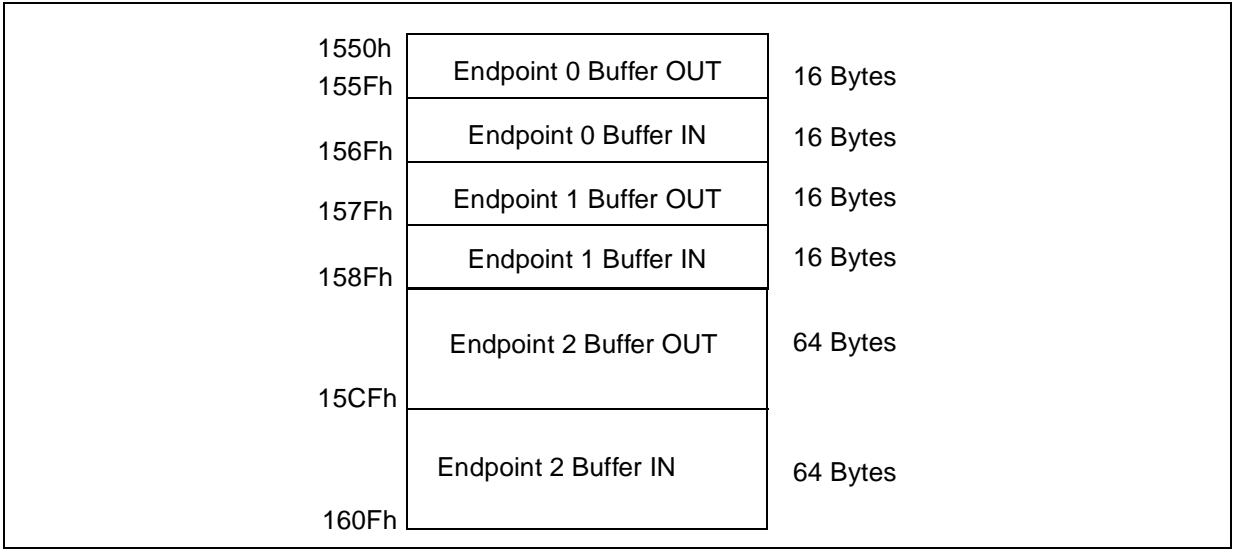 1550h
Endpoint 0 Buffer OUT 16 Bytes
155Fh
Endpoint 0 Buffer IN 16 Bytes
156Fh
Endpoint 1 Buffer OUT 16 Bytes
157Fh
Endpoint 1 Buffer IN 16 Bytes
158Fh
Endpoint 2 Buffer OUT 64 Bytes
15CFh
Endpoint 2 Buffer IN 64 Bytes
160Fh